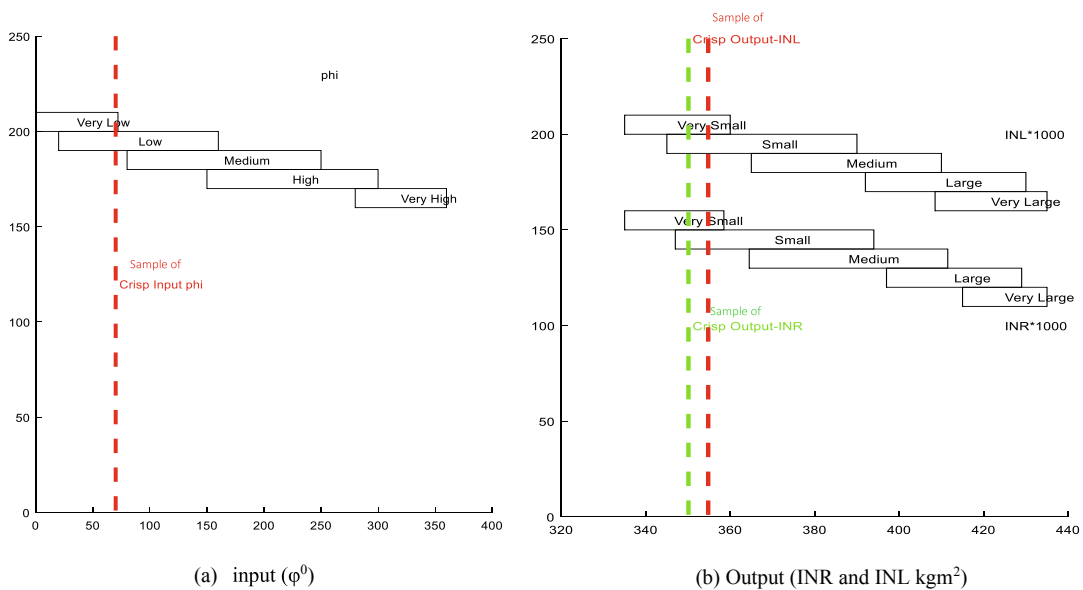 250
200
150
100
50
0
0 50 100 150 200 250 300 350 400
phi
Very Low
Low
Medium
High
Very High
Sample of
Crisp Input phi
(a) input (φ⁰)
Sample of
Crisp Output-INL
250
200
150
100
50
0
320 340 360 380 400 420 440
Very Small
Small
Medium
Large
Very Large
INL*1000
Very Small
Small
Medium
Large
Very Large
INR*1000
Sample of
Crisp Output-INR
(b) Output (INR and INL kgm²)